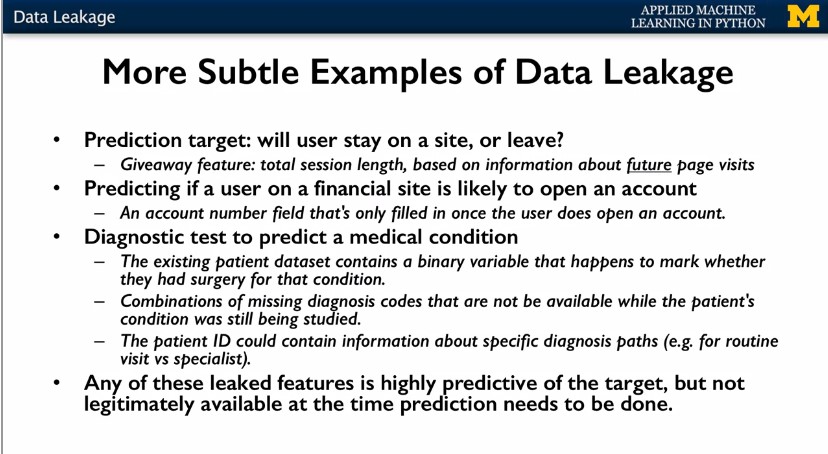 Data Leakage
APPLIED MACHINE
LEARNING IN PYTHON
M
More Subtle Examples of Data Leakage
• Prediction target: will user stay on a site, or leave?
– Giveaway feature: total session length, based on information about future page visits
• Predicting if a user on a financial site is likely to open an account
– An account number field that's only filled in once the user does open an account.
• Diagnostic test to predict a medical condition
– The existing patient dataset contains a binary variable that happens to mark whether
they had surgery for that condition.
– Combinations of missing diagnosis codes that are not be available while the patient's
condition was still being studied.
– The patient ID could contain information about specific diagnosis paths (e.g. for routine
visit vs specialist).
• Any of these leaked features is highly predictive of the target, but not
legitimately available at the time prediction needs to be done.